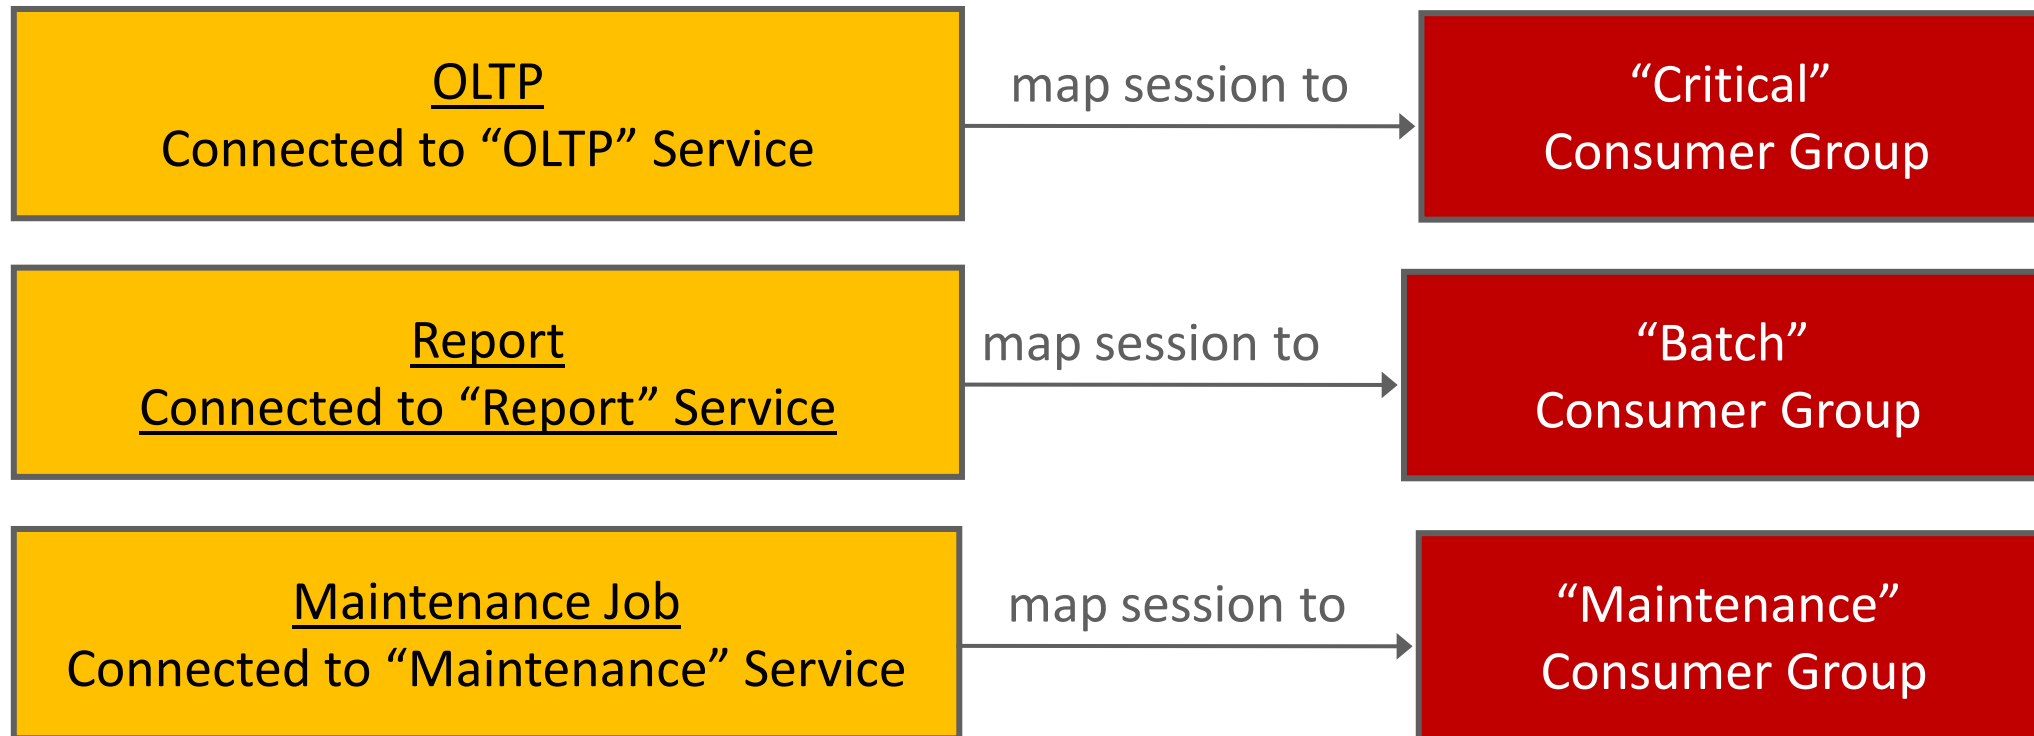 OLTP
Connected to “OLTP” Service
map session to
“Critical”
Consumer Group
Report
Connected to “Report” Service
map session to
“Batch”
Consumer Group
Maintenance Job
Connected to “Maintenance” Service
map session to
“Maintenance”
Consumer Group